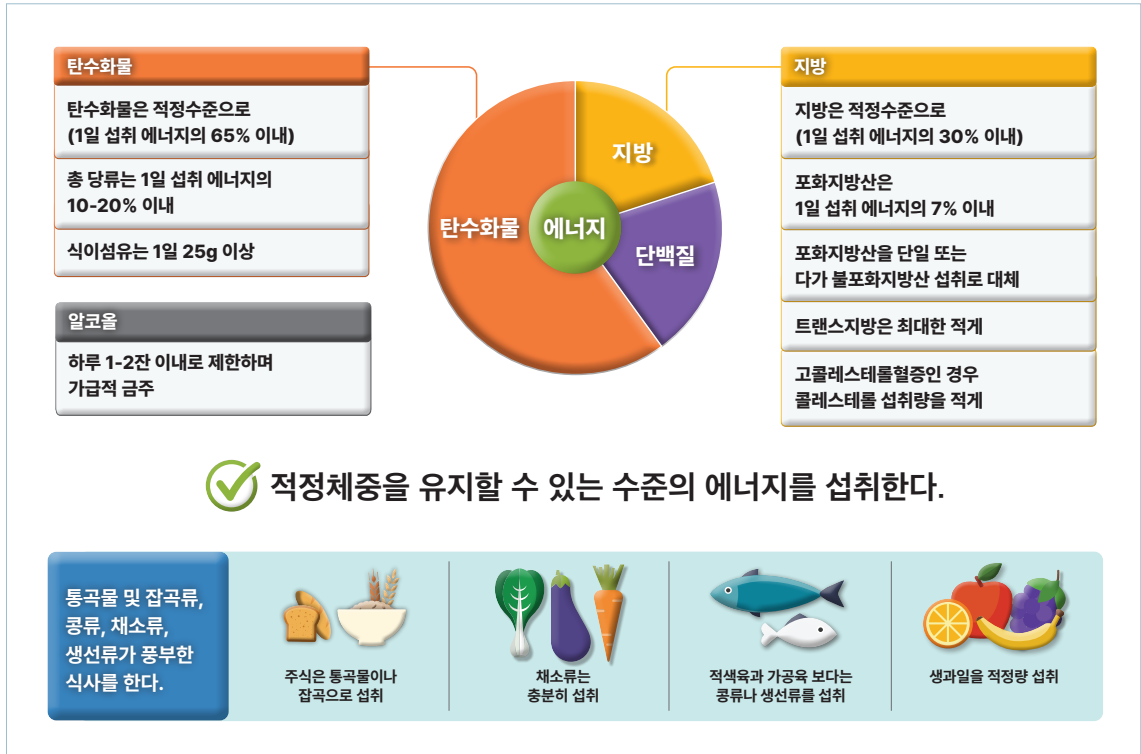 탄수화물
탄수화물은 적정수준으로
(1일 섭취 에너지의 65% 이내)
총 당류는 1일 섭취 에너지의
10-20% 이내
식이섬유는 1일 25g 이상
알코올
하루 1-2잔 이내로 제한하며
가급적 금주
지방
단백질
탄수화물
에너지
지방
지방은 적정수준으로
(1일 섭취 에너지의 30% 이내)
포화지방산은
1일 섭취 에너지의 7% 이내
포화지방산을 단일 또는
다가 불포화지방산 섭취로 대체
트랜스지방은 최대한 적게
고콜레스테롤혈증인 경우
콜레스테롤 섭취량을 적게
적정체중을 유지할 수 있는 수준의 에너지를 섭취한다.
통곡물 및 잡곡류,
콩류, 채소류,
생선류가 풍부한
식사를 한다.
주식은 통곡물이나
잡곡으로 섭취
채소류는
충분히 섭취
적색육과 가공육 보다는
콩류나 생선류를 섭취
생과일을 적정량 섭취